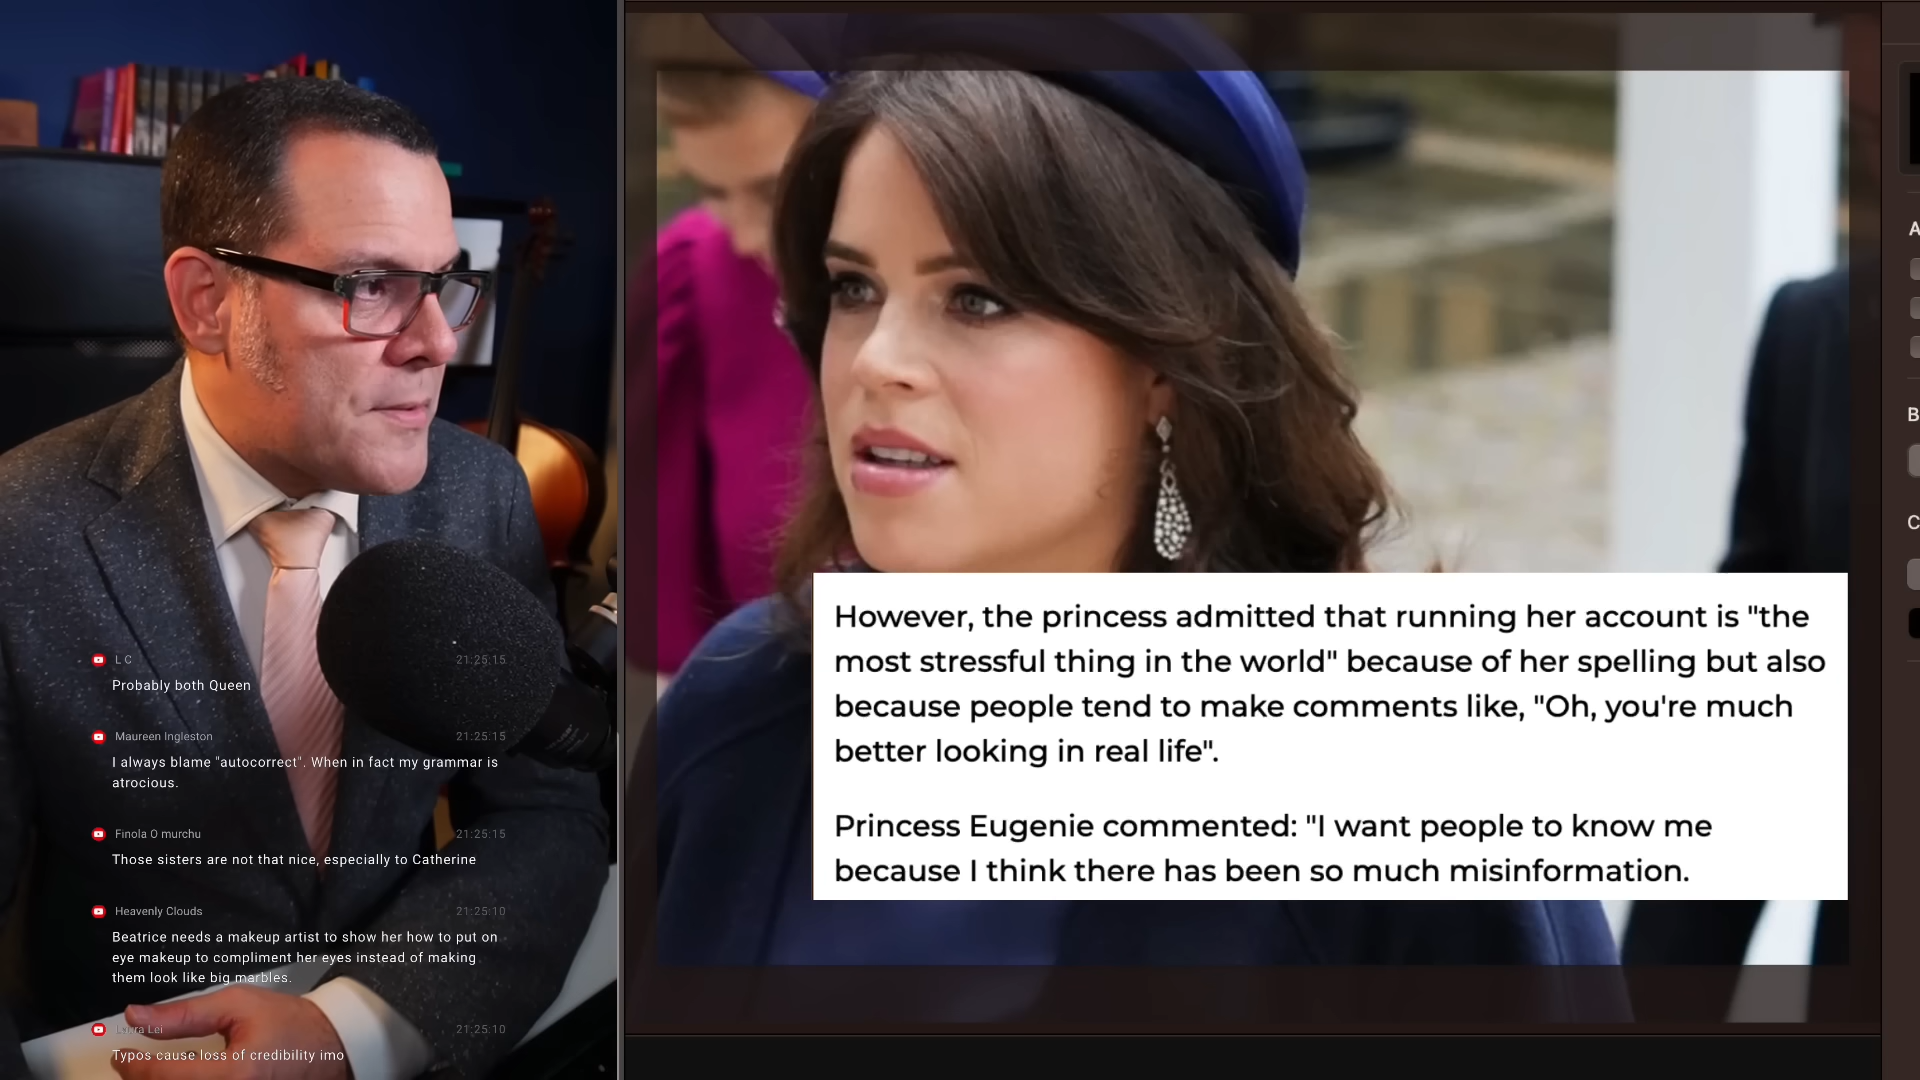 L C 21:25:15
Probably both Queen
Maureen Ingleston 21:25:15
I always blame "autocorrect". When in fact my grammar is
atrocious.
Finola O murchu 21:25:15
Those sisters are not that nice, especially to Catherine
Heavenly Clouds 21:25:10
Beatrice needs a makeup artist to show her how to put on
eye makeup to compliment her eyes instead of making
them look like big marbles.
Lei 21:25:10
Typos cause loss of credibility imo
However, the princess admitted that running her account is "the
most stressful thing in the world" because of her spelling but also
because people tend to make comments like, "Oh, you're much
better looking in real life".
Princess Eugenie commented: "I want people to know me
because I think there has been so much misinformation.
A
B
C